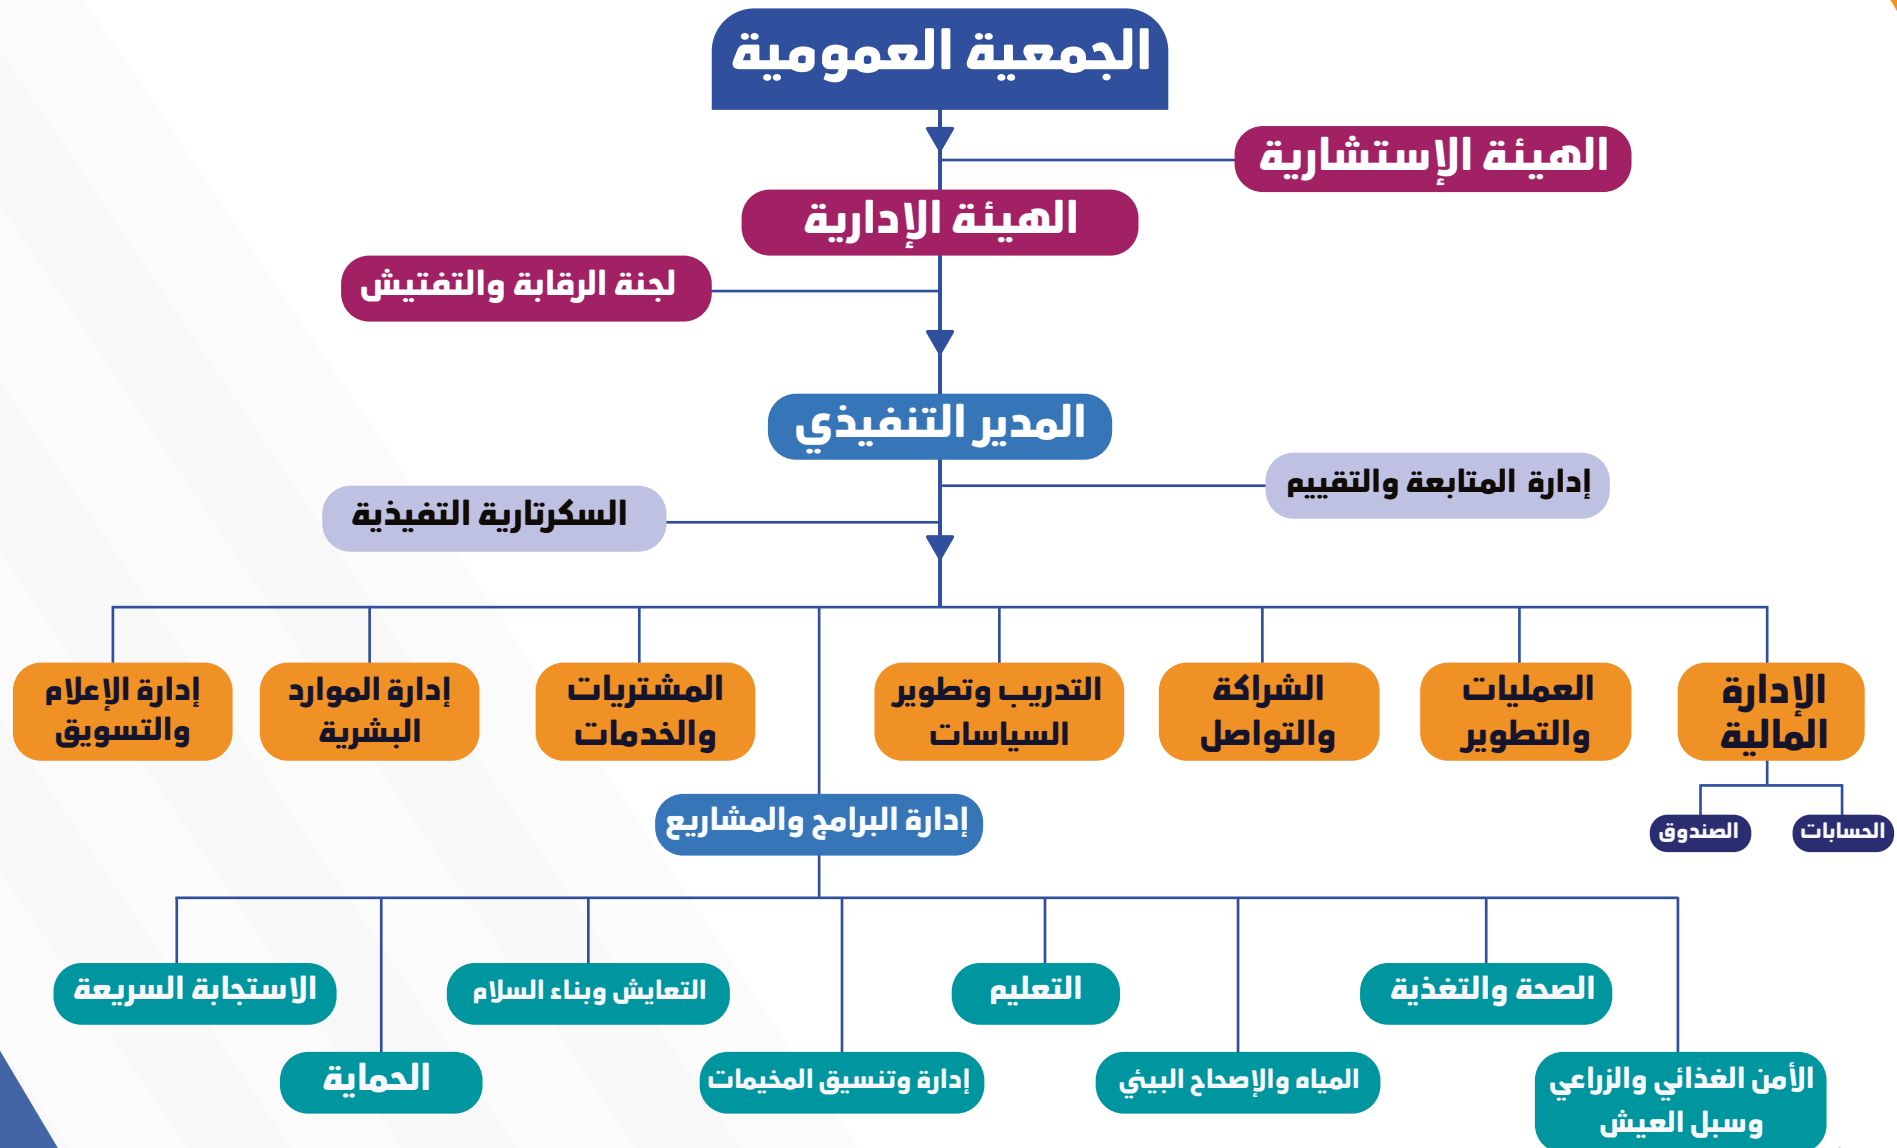 الجمعية العمومية
الهيئة الإستشارية
الهيئة الإدارية
لجنة الرقابة والتفتيش
المدير التنفيذي
إدارة المتابعة والتقييم
السكرتارية التفيذية
الإدارة
المالية
العمليات
والتطوير
الشراكة
والتواصل
التدريب وتطوير
السياسات
المشتريات
والخدمات
إدارة الموارد
البشرية
إدارة الإعلام
والتسويق
إدارة البرامج والمشاريع
الحسابات
الصندوق
الصحة والتغذية
التعليم
التعايش وبناء السلام
الاستجابة السريعة
الأمن الغذائي والزراعي
وسبل العيش
المياه والإصحاح البيئي
إدارة وتنسيق المخيمات
الحماية